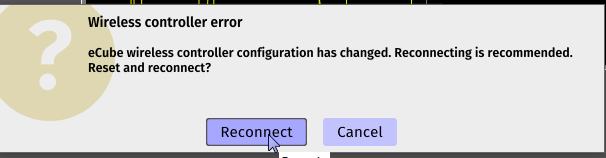 Wireless controller error
eCube wireless controller configuration has changed. Reconnecting is recommended.
Reset and reconnect?
Reconnect
Cancel